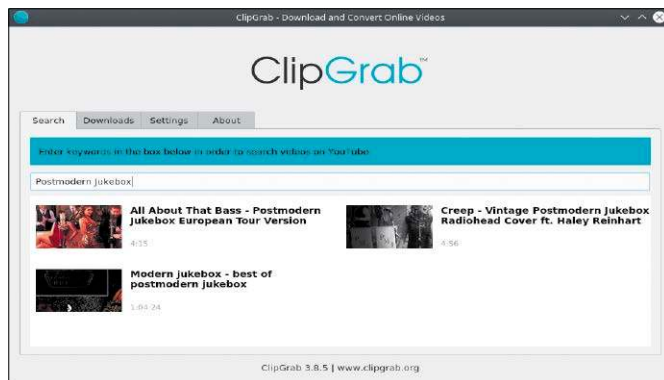 ClipGrab - Download and Convert Online Videos
ClipGrab™
Search Downloads Settings About
Enter keywords in the box below in order to search videos on YouTube
Postmodern Jukebox
All About That Bass - Postmodern
Jukebox European Tour Version
4:15
Creep - Vintage Postmodern Jukebox
Radiohead Cover ft. Haley Reinhart
4:56
Modern jukebox - best of
postmodern jukebox
1:04:24
ClipGrab 3.8.5 | www.clipgrab.org